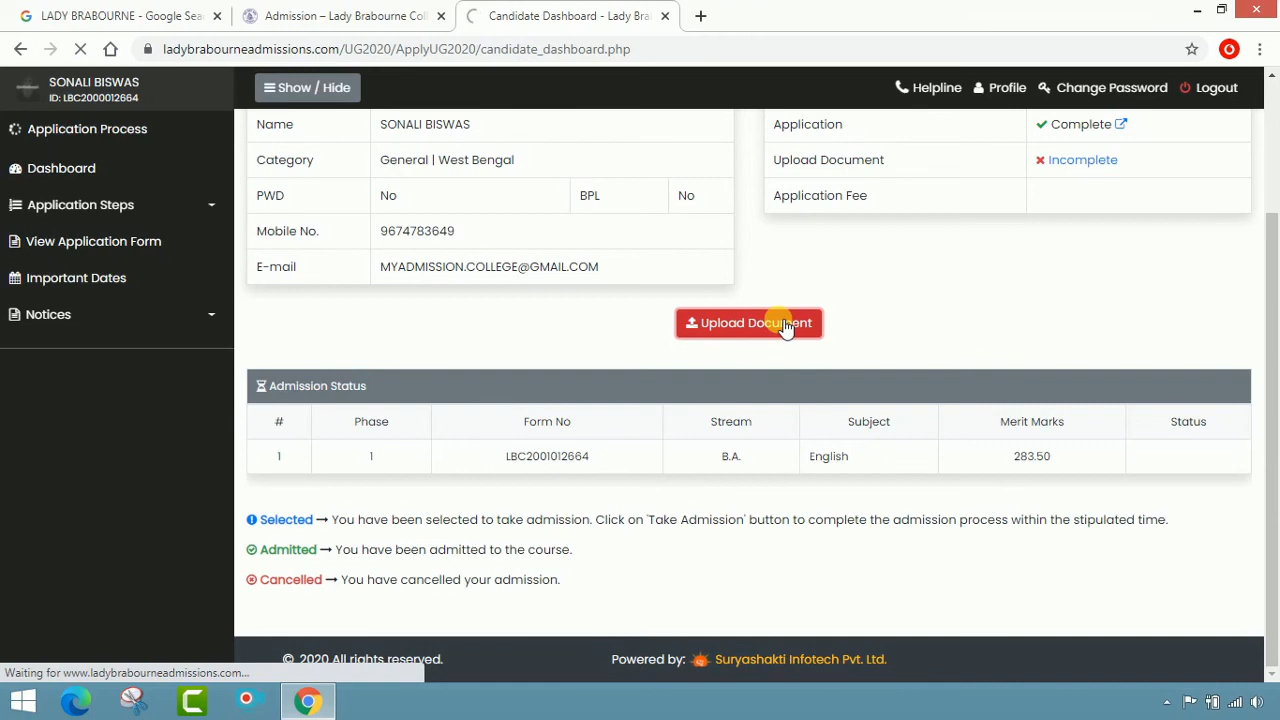 LADY BRABOURNE - Google Sea
Admission – Lady Brabourne Coll
Candidate Dashboard - Lady Bra
ladybrabourneadmissions.com/UG2020/ApplyUG2020/candidate_dashboard.php
SONALI BISWAS
ID: LBC2000012664
Show / Hide
Helpline Profile Change Password Logout
Application Process
Dashboard
Application Steps
View Application Form
Important Dates
Notices
Name SONALI BISWAS
Category General | West Bengal
PWD No BPL No
Mobile No. 9674783649
E-mail MYADMISSION.COLLEGE@GMAIL.COM
Application Complete
Upload Document Incomplete
Application Fee
Upload Document
Admission Status
# Phase Form No Stream Subject Merit Marks Status
1 1 LBC2001012664 B.A. English 283.50
Selected → You have been selected to take admission. Click on 'Take Admission' button to complete the admission process within the stipulated time.
Admitted → You have been admitted to the course.
Cancelled → You have cancelled your admission.
© 2020 All rights reserved. Powered by: Suryashakti Infotech Pvt. Ltd.
Waiting for www.ladybrabourneadmissions.com...